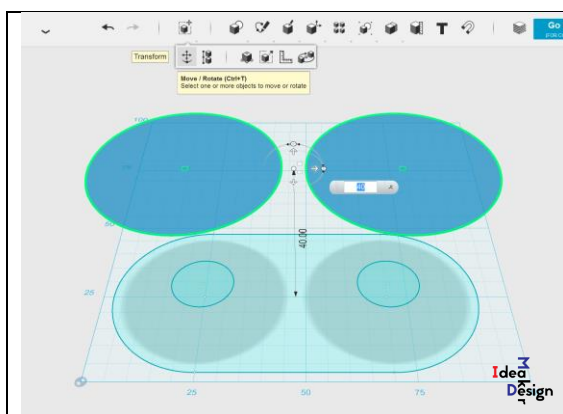 Go
Transform
Move / Rotate (Ctrl+T)
Select one or more objects to move or rotate
100
75
40
50
40.00
25
25
50
75
Idea Maker
Design